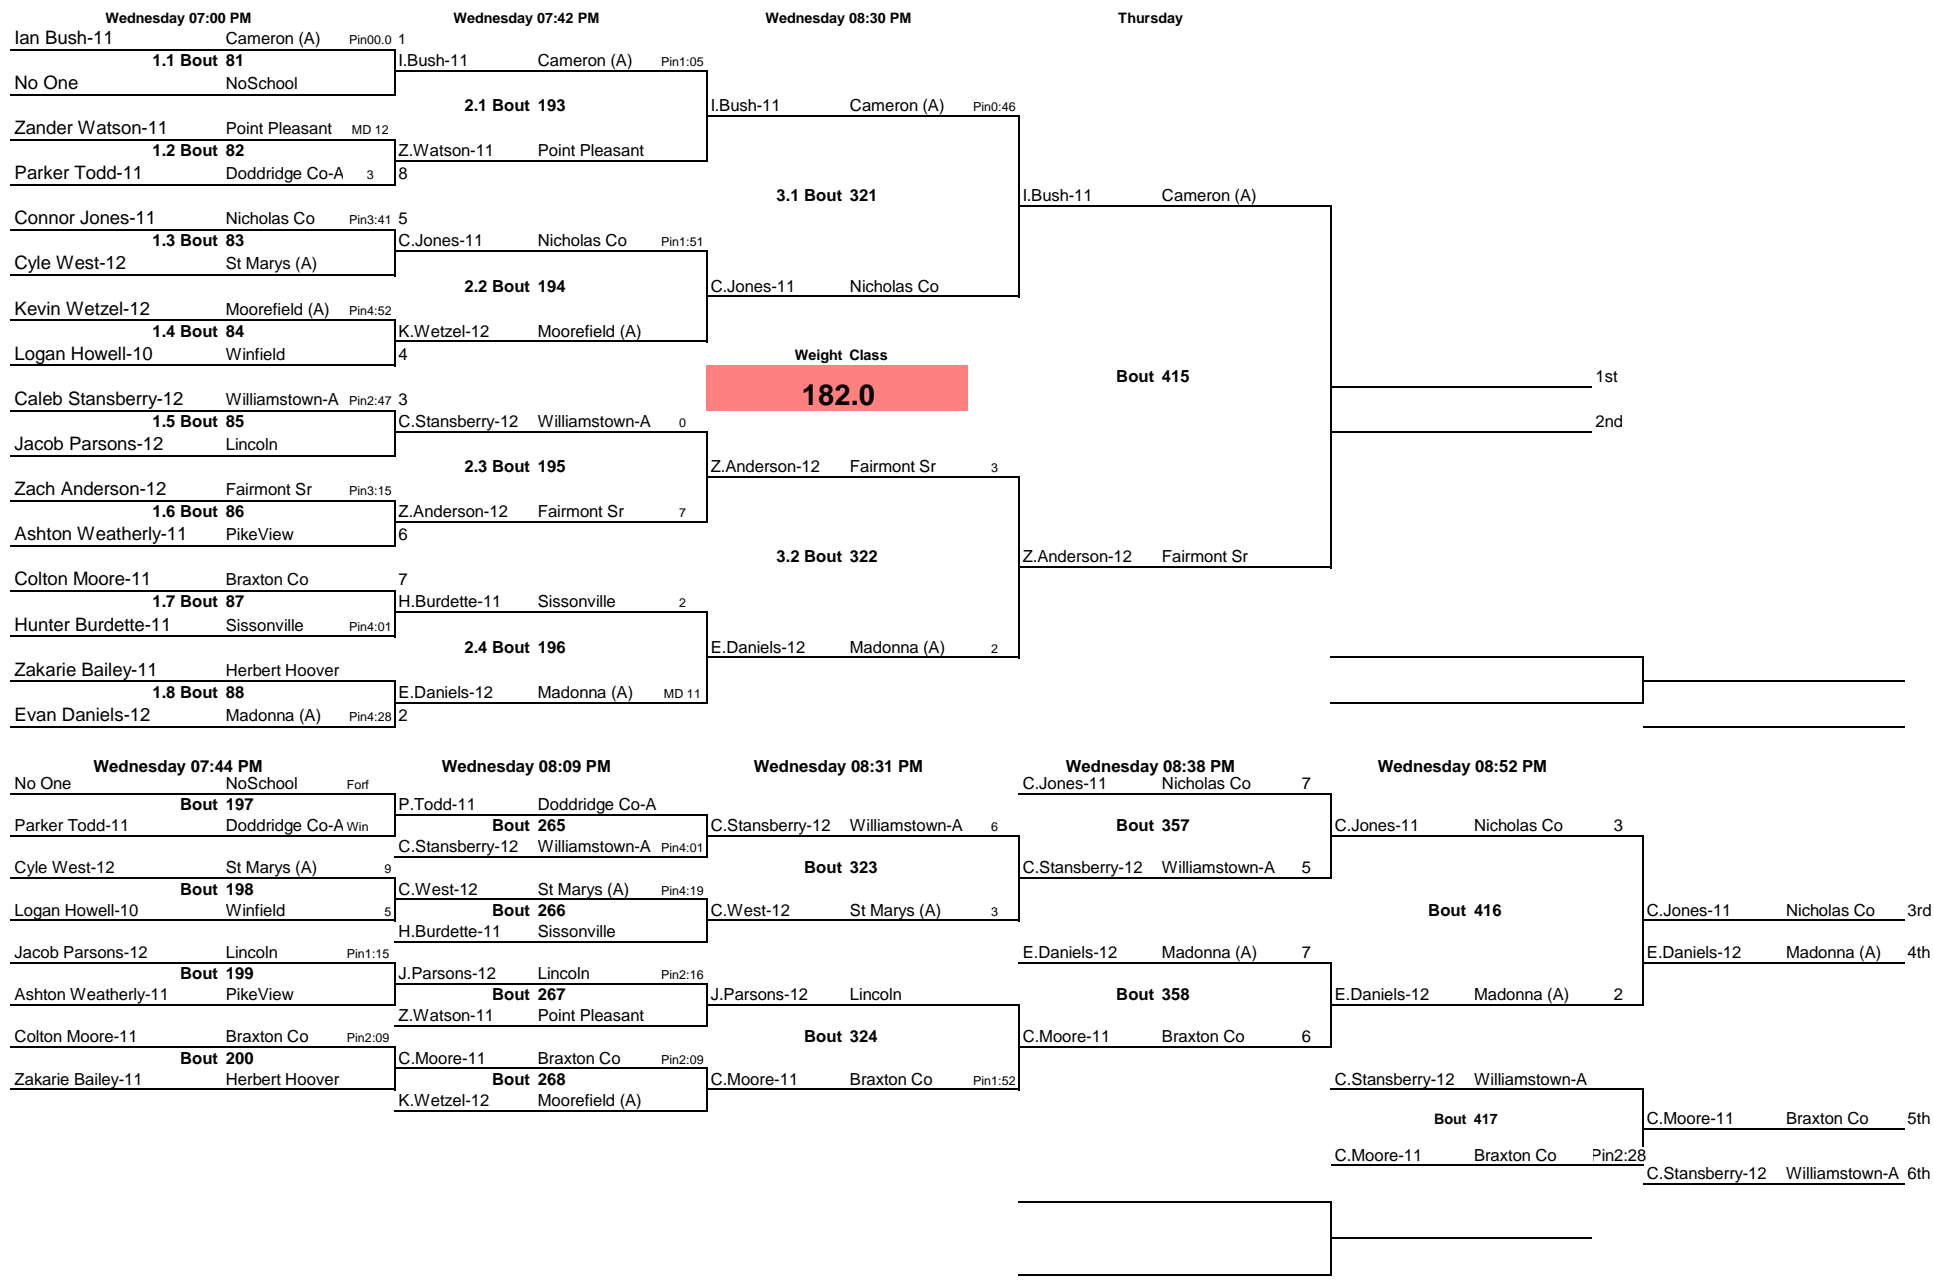 Wednesday 07:00 PM Wednesday 07:42 PM Wednesday 08:30 PM Thursday
Ian Bush-11 Cameron (A) Pin00.0 1
1.1 Bout 81 I.Bush-11 Cameron (A) Pin1:05
No One NoSchool
2.1 Bout 193 I.Bush-11 Cameron (A) Pin0:46
Zander Watson-11 Point Pleasant MD 12
1.2 Bout 82 Z.Watson-11 Point Pleasant
Parker Todd-11 Doddridge Co-A 3 8
3.1 Bout 321 I.Bush-11 Cameron (A)
Connor Jones-11 Nicholas Co Pin3:41 5
1.3 Bout 83 C.Jones-11 Nicholas Co Pin1:51
Cyle West-12 St Marys (A)
2.2 Bout 194 C.Jones-11 Nicholas Co
Kevin Wetzel-12 Moorefield (A) Pin4:52
1.4 Bout 84 K.Wetzel-12 Moorefield (A)
Logan Howell-10 Winfield 4 Weight Class
Bout 415 1st
182.0
Caleb Stansberry-12 Williamstown-A Pin2:47 3
1.5 Bout 85 C.Stansberry-12 Williamstown-A 0 2nd
Jacob Parsons-12 Lincoln
2.3 Bout 195 Z.Anderson-12 Fairmont Sr 3
Zach Anderson-12 Fairmont Sr Pin3:15
1.6 Bout 86 Z.Anderson-12 Fairmont Sr 7
Ashton Weatherly-11 PikeView 6
3.2 Bout 322 Z.Anderson-12 Fairmont Sr
Colton Moore-11 Braxton Co 7
1.7 Bout 87 H.Burdette-11 Sissonville 2
Hunter Burdette-11 Sissonville Pin4:01
2.4 Bout 196 E.Daniels-12 Madonna (A) 2
Zakarie Bailey-11 Herbert Hoover
1.8 Bout 88 E.Daniels-12 Madonna (A) MD 11
Evan Daniels-12 Madonna (A) Pin4:28 2
Wednesday 07:44 PM Wednesday 08:09 PM Wednesday 08:31 PM Wednesday 08:38 PM Wednesday 08:52 PM
No One NoSchool Forf C.Jones-11 Nicholas Co 7
Bout 197 P.Todd-11 Doddridge Co-A
Parker Todd-11 Doddridge Co-A Win Bout 265 C.Stansberry-12 Williamstown-A 6 Bout 357 C.Jones-11 Nicholas Co 3
C.Stansberry-12 Williamstown-A Pin4:01
Cyle West-12 St Marys (A) 9 Bout 323 C.Stansberry-12 Williamstown-A 5
Bout 198 C.West-12 St Marys (A) Pin4:19
Logan Howell-10 Winfield 5 Bout 266 C.West-12 St Marys (A) 3 Bout 416 C.Jones-11 Nicholas Co 3rd
H.Burdette-11 Sissonville
Jacob Parsons-12 Lincoln Pin1:15 E.Daniels-12 Madonna (A) 7 E.Daniels-12 Madonna (A) 4th
Bout 199 J.Parsons-12 Lincoln Pin2:16
Ashton Weatherly-11 PikeView Bout 267 J.Parsons-12 Lincoln Bout 358 E.Daniels-12 Madonna (A) 2
Z.Watson-11 Point Pleasant
Colton Moore-11 Braxton Co Pin2:09 Bout 324 C.Moore-11 Braxton Co 6
Bout 200 C.Moore-11 Braxton Co Pin2:09
Zakarie Bailey-11 Herbert Hoover Bout 268 C.Moore-11 Braxton Co Pin1:52 C.Stansberry-12 Williamstown-A
K.Wetzel-12 Moorefield (A)
Bout 417 C.Moore-11 Braxton Co 5th
C.Moore-11 Braxton Co Pin2:28
C.Stansberry-12 Williamstown-A 6th